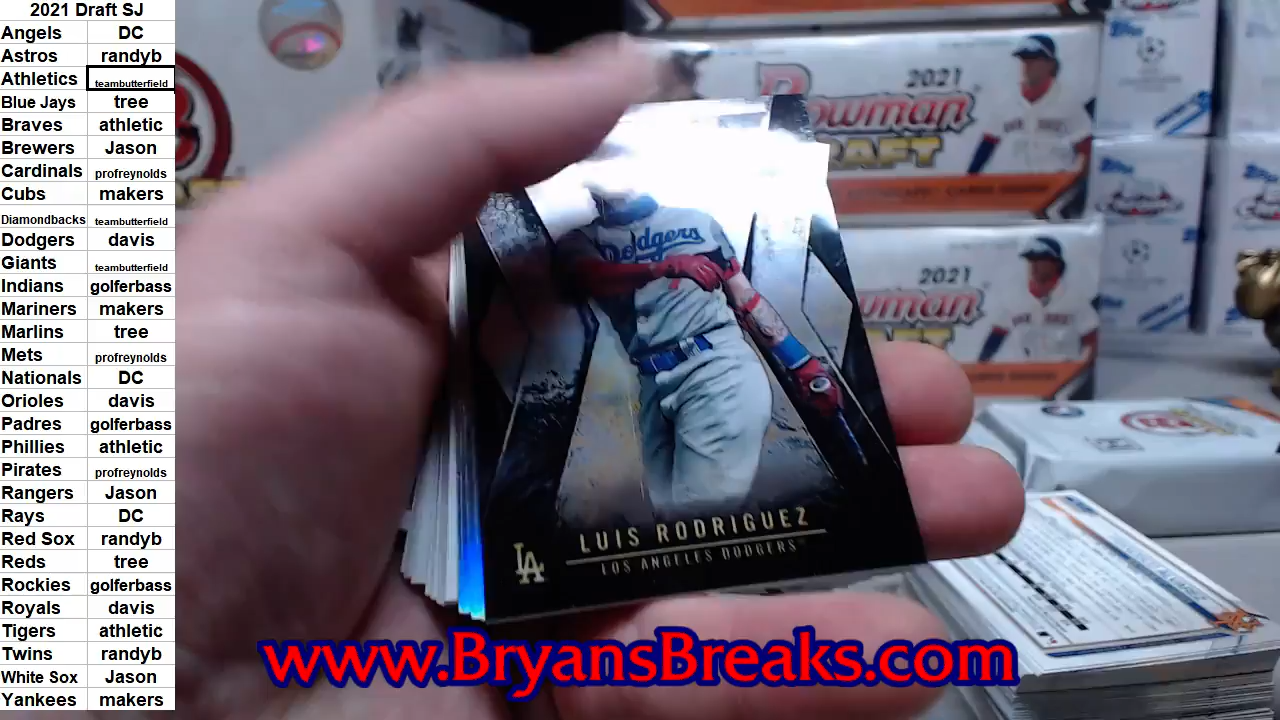 2021 Draft SJ
Angels DC
Astros randyb
Athletics teambutterfield
Blue Jays tree
Braves athletic
Brewers Jason
Cardinals profreynolds
Cubs makers
Diamondbacks teambutterfield
Dodgers davis
Giants teambutterfield
Indians golferbass
Mariners makers
Marlins tree
Mets profreynolds
Nationals DC
Orioles davis
Padres golferbass
Phillies athletic
Pirates profreynolds
Rangers Jason
Rays DC
Red Sox randyb
Reds tree
Rockies golferbass
Royals davis
Tigers athletic
Twins randyb
White Sox Jason
Yankees makers
2021
Bowman
DRAFT
2021
Dodgers
LUIS RODRIGUEZ
LOS ANGELES DODGERS
LA
www.BryansBreaks.com